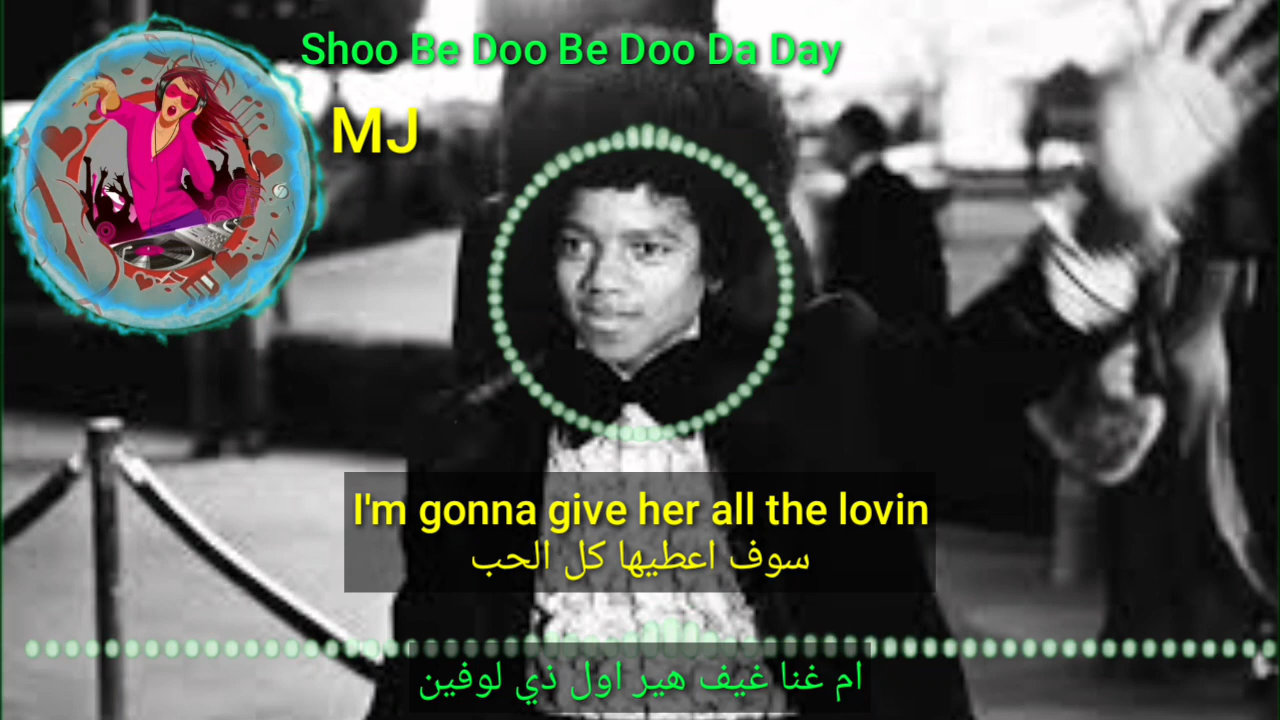 Shoo Be Doo Be Doo Da Day
MJ
I'm gonna give her all the lovin
سوف اعطيها كل الحب
ام غنا غيف هير اول ذي لوفين